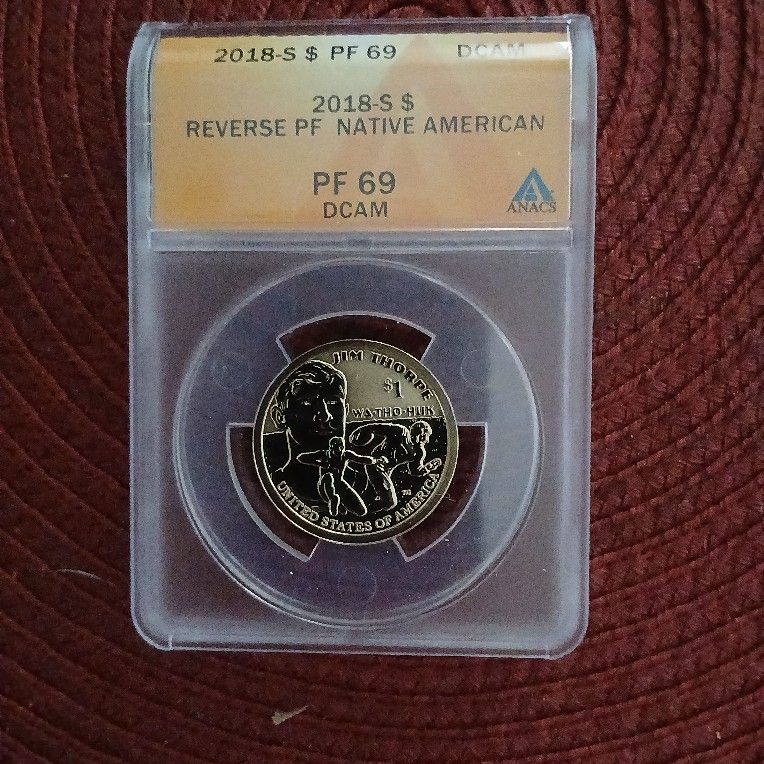 2018-S $ PF 69 DCAM
2018-S $
REVERSE PF NATIVE AMERICAN
PF 69
DCAM
ANACS
JIM THORPE
$1
WA-THO-HUK
UNITED STATES OF AMERICA